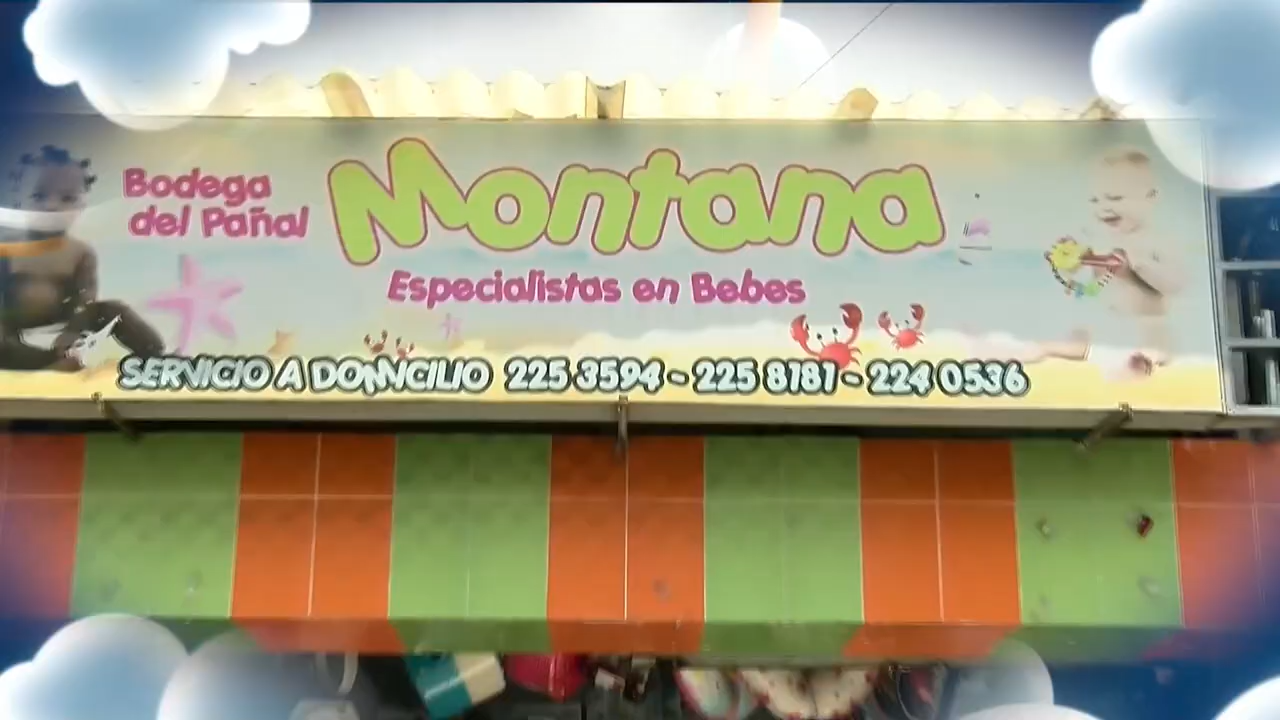 Bodega
del Pañal
Montana
Especialistas en Bebes
SERVICIO A DOMICILIO 225 3594 - 225 8181 - 224 0536